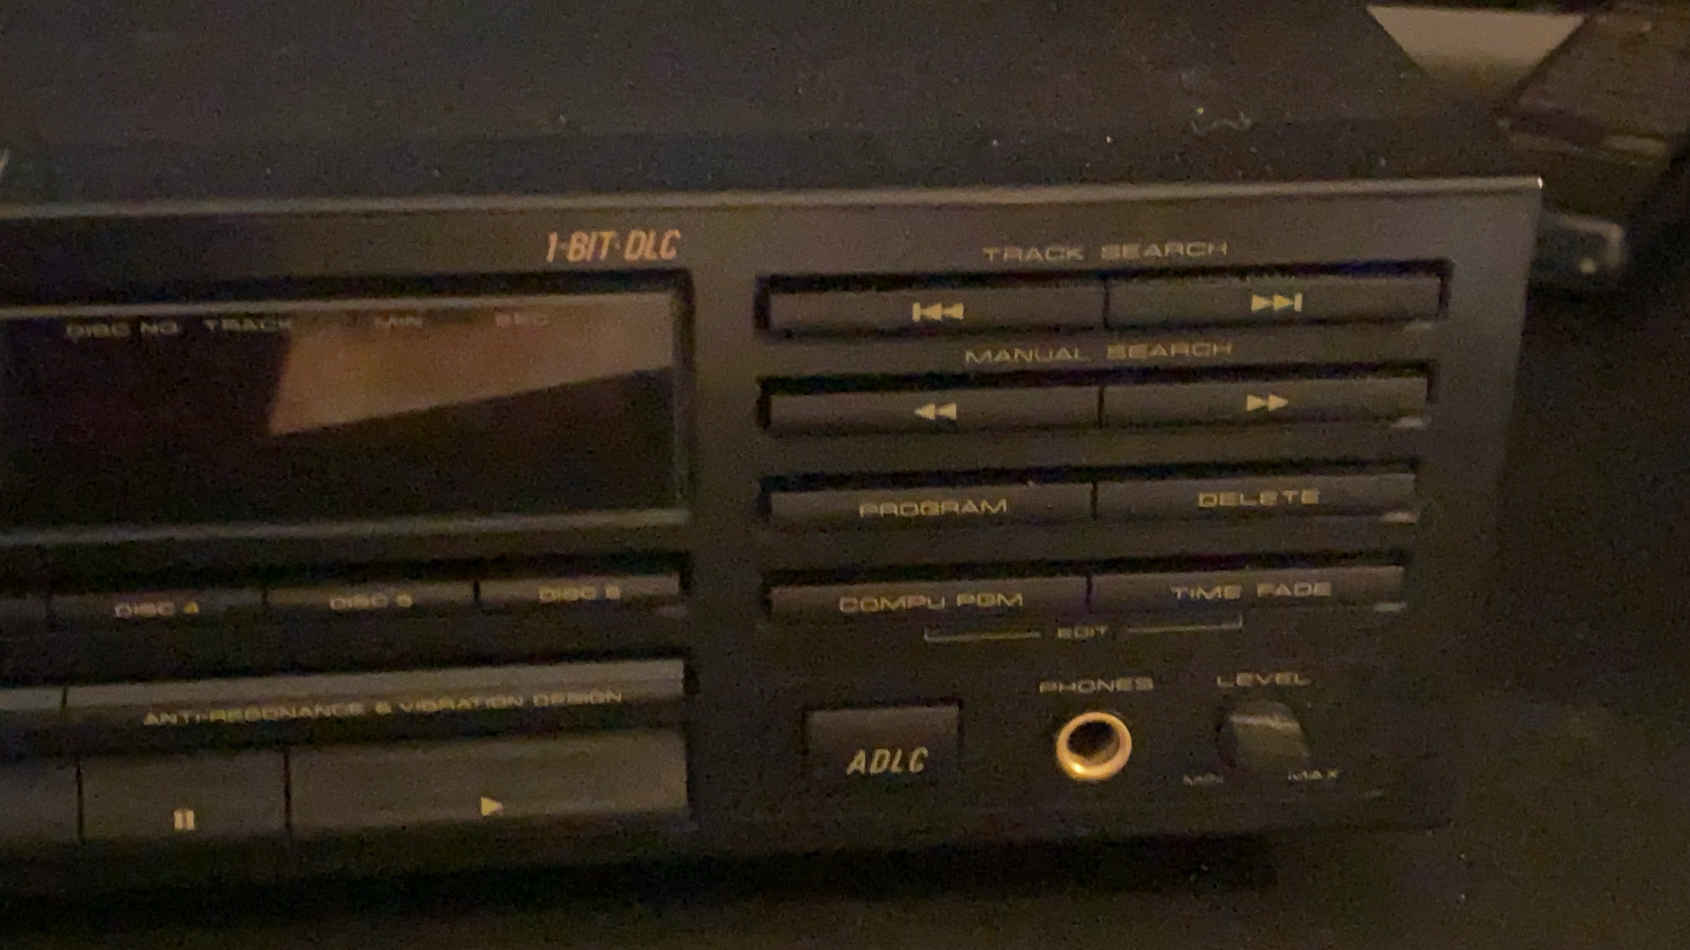 1-BIT·DLC
TRACK SEARCH
DISC NO. TRACK MIN SEC
MANUAL SEARCH
PROGRAM DELETE
DISC 4 DISC 5 DISC 6
COMPU PGM TIME FADE
EDIT
ANTI-RESONANCE & VIBRATION DESIGN
PHONES LEVEL
ADLC
MIN MAX